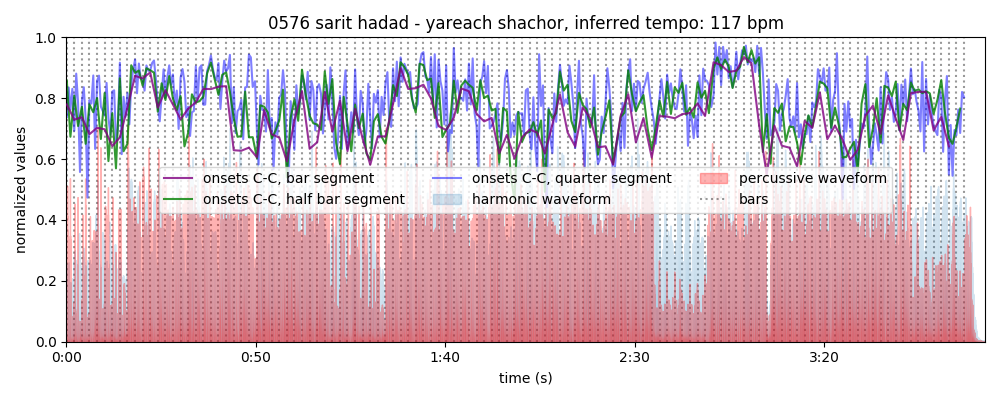 0576 sarit hadad - yareach shachor, inferred tempo: 117 bpm
normalized values
1.0
0.8
0.6
0.4
0.2
0.0
onsets C-C, bar segment
onsets C-C, half bar segment
onsets C-C, quarter segment
harmonic waveform
percussive waveform
bars
0:00 0:50 1:40 2:30 3:20
time (s)